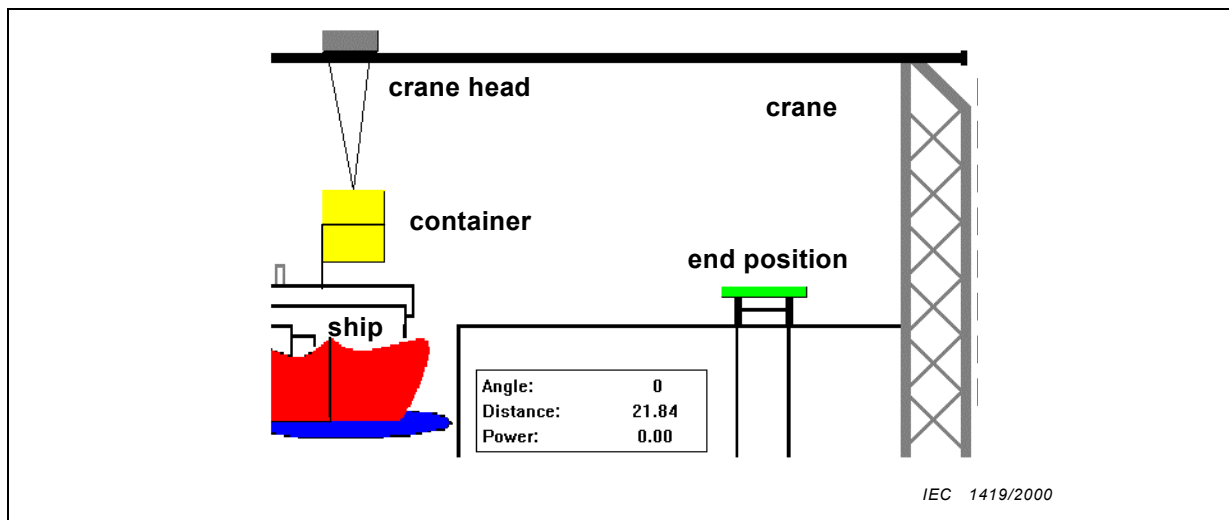 crane head
crane
container
end position
ship
Angle: 0
Distance: 21.84
Power: 0.00
IEC 1419/2000